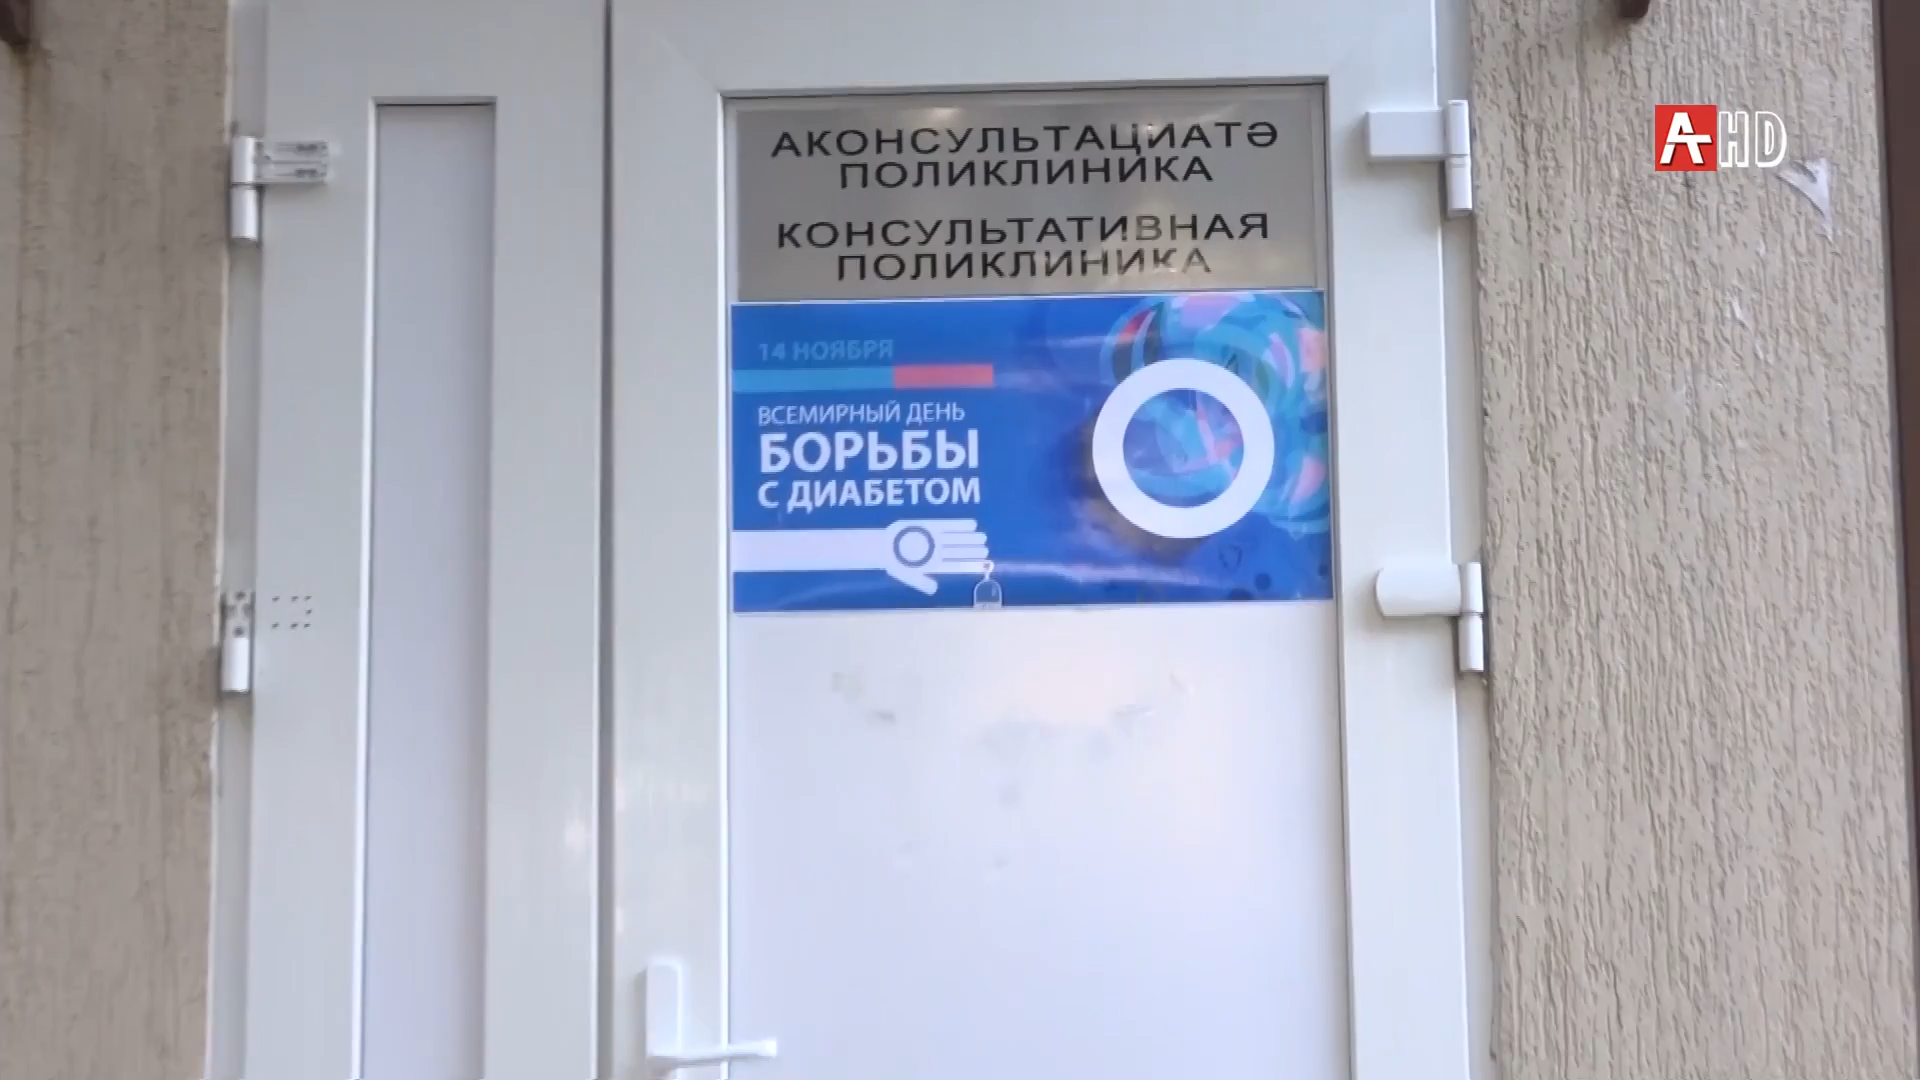 АКОНСУЛЬТАЦИАТӘ
ПОЛИКЛИНИКА
КОНСУЛЬТАТИВНАЯ
ПОЛИКЛИНИКА
14 НОЯБРЯ
ВСЕМИРНЫЙ ДЕНЬ
БОРЬБЫ
С ДИАБЕТОМ
HD